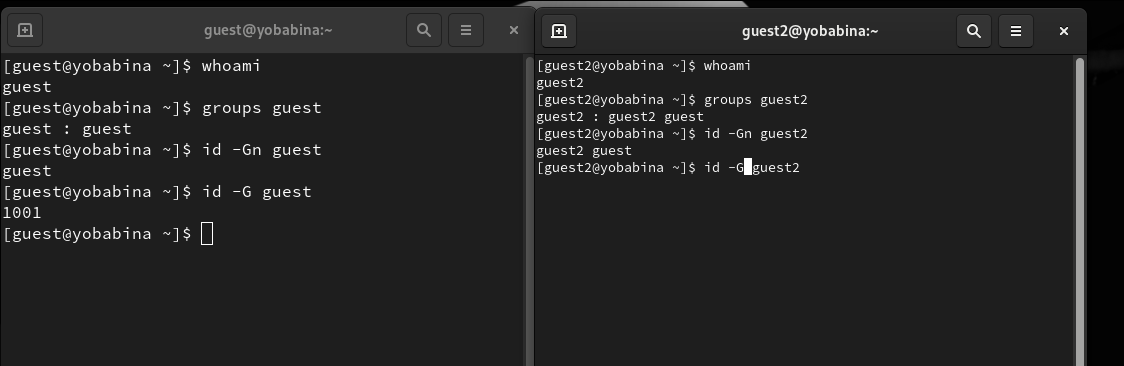 guest@yobabina:~
[guest@yobabina ~]$ whoami
guest
[guest@yobabina ~]$ groups guest
guest : guest
[guest@yobabina ~]$ id -Gn guest
guest
[guest@yobabina ~]$ id -G guest
1001
[guest@yobabina ~]$
guest2@yobabina:~
[guest2@yobabina ~]$ whoami
guest2
[guest2@yobabina ~]$ groups guest2
guest2 : guest2 guest
[guest2@yobabina ~]$ id -Gn guest2
guest2 guest
[guest2@yobabina ~]$ id -G guest2